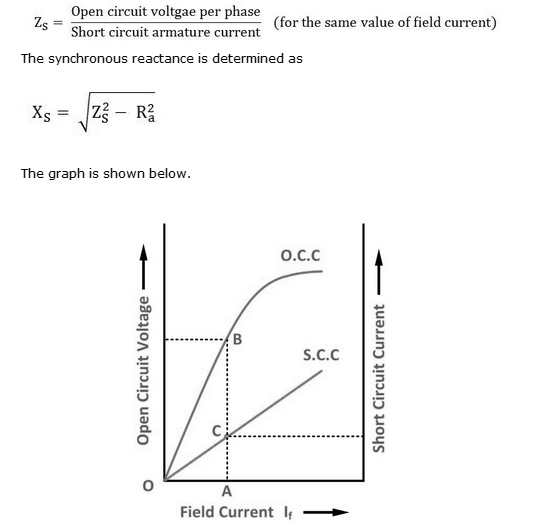 Zs = Open circuit voltgae per phase / Short circuit armature current (for the same value of field current)
The synchronous reactance is determined as
Xs = √(Zs² − Ra²)
The graph is shown below.
O.C.C
B
S.C.C
C
Open Circuit Voltage
Short Circuit Current
O
A
Field Current If